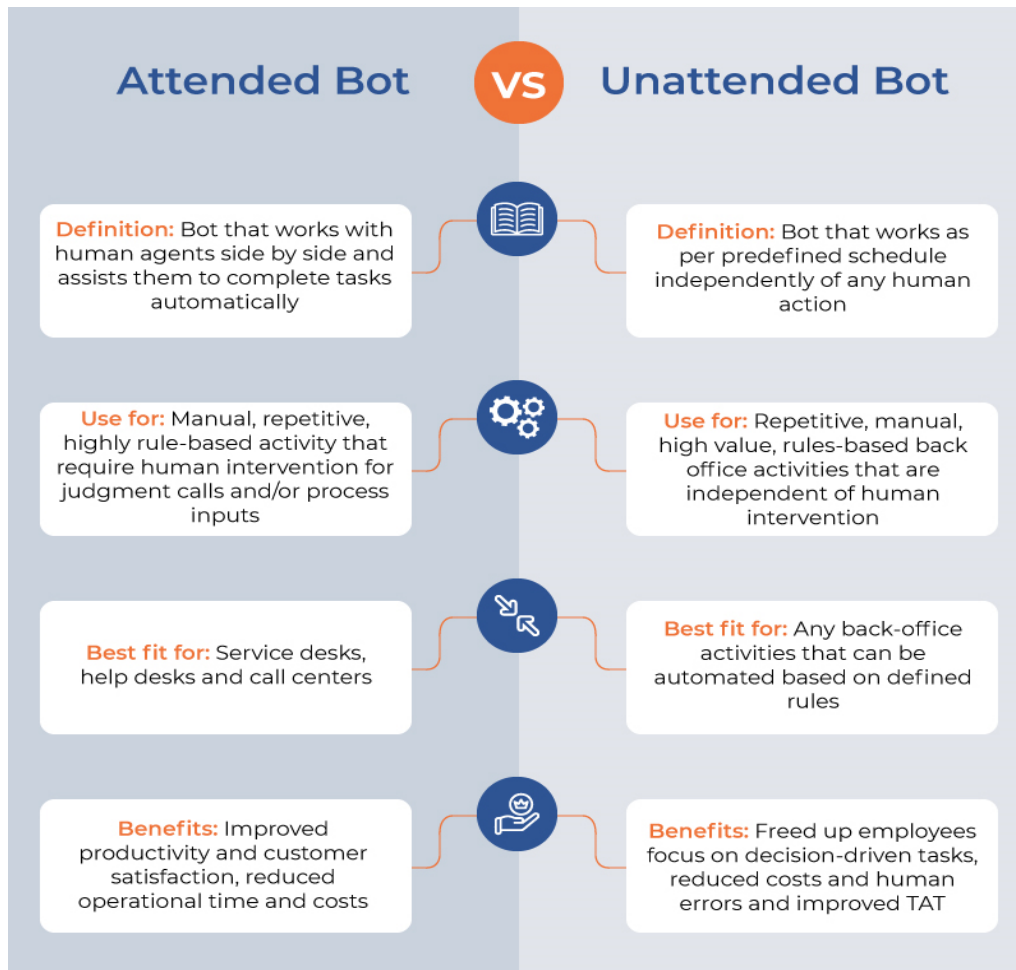 Attended Bot
VS
Unattended Bot
Definition: Bot that works with
human agents side by side and
assists them to complete tasks
automatically
Definition: Bot that works as
per predefined schedule
independently of any human
action
Use for: Manual, repetitive,
highly rule-based activity that
require human intervention for
judgment calls and/or process
inputs
Use for: Repetitive, manual,
high value, rules-based back
office activities that are
independent of human
intervention
Best fit for: Service desks,
help desks and call centers
Best fit for: Any back-office
activities that can be
automated based on defined
rules
Benefits: Improved
productivity and customer
satisfaction, reduced
operational time and costs
Benefits: Freed up employees
focus on decision-driven tasks,
reduced costs and human
errors and improved TAT